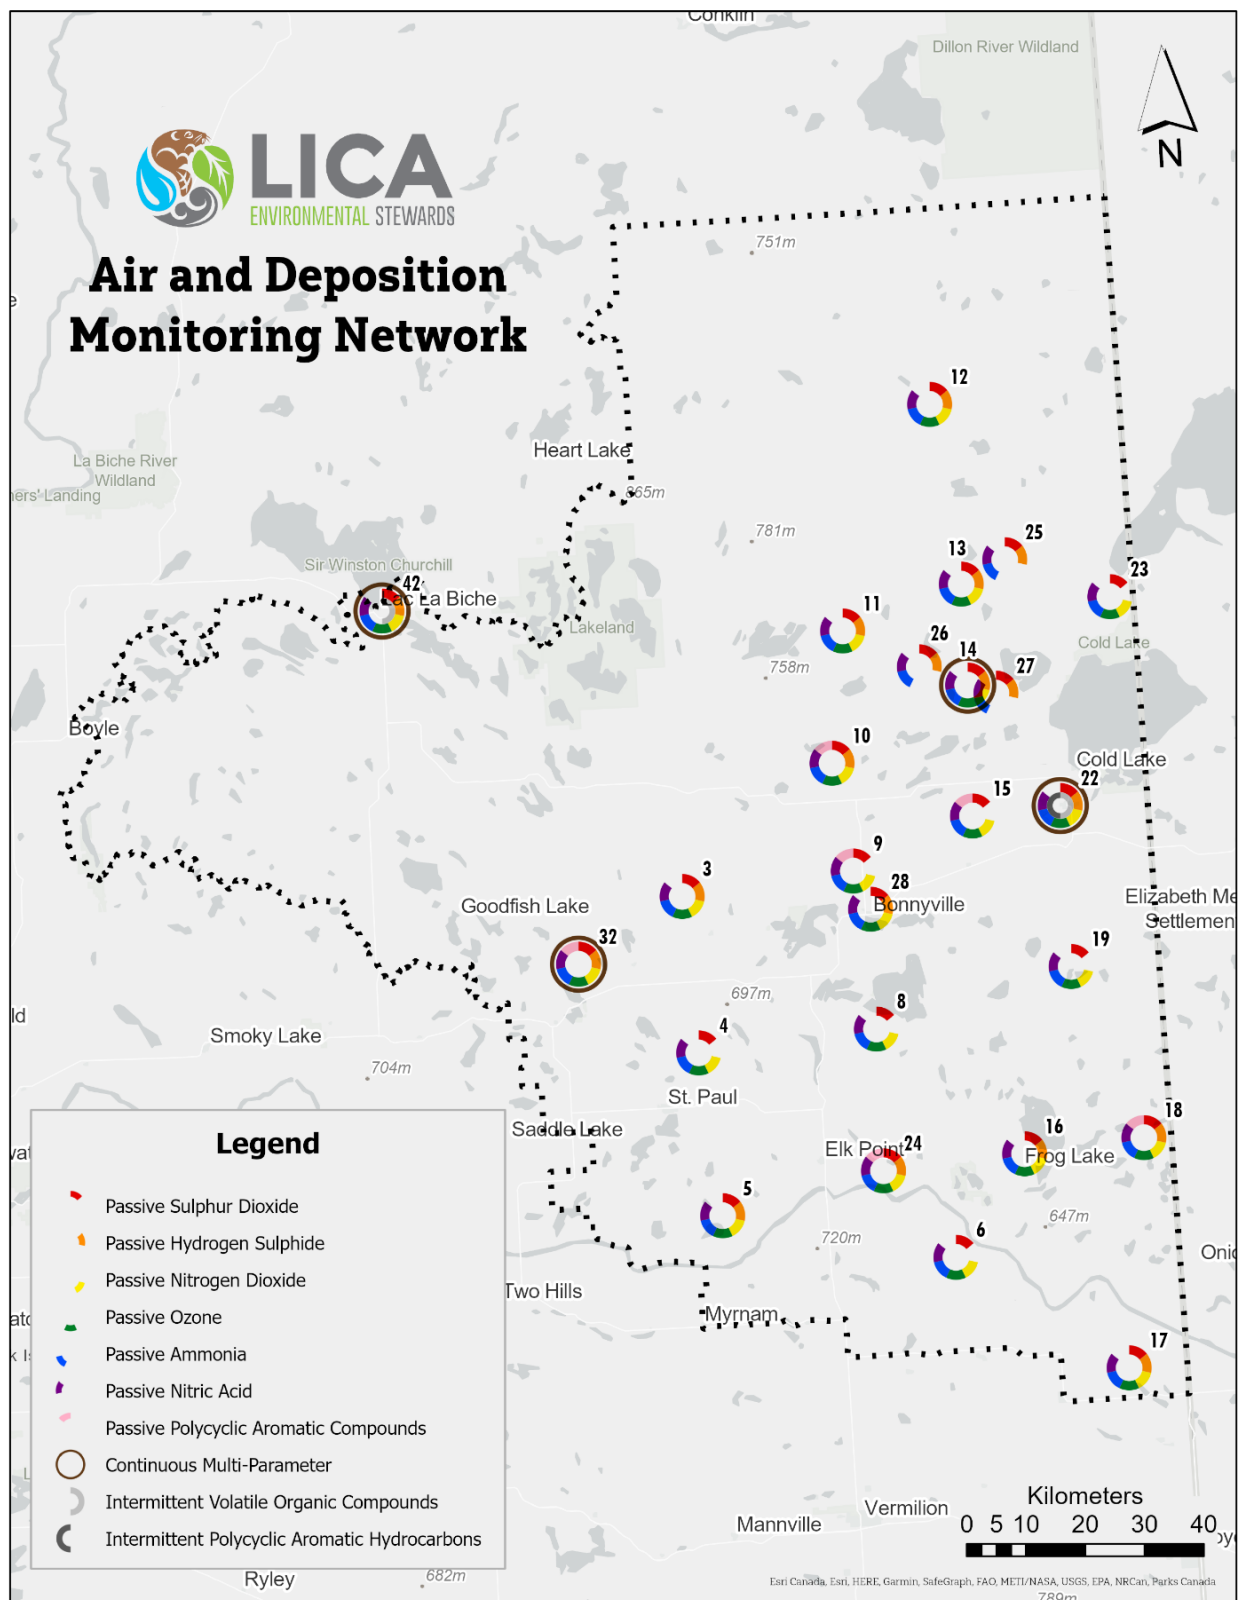 Conklin
Dillon River Wildland
N
LICA
ENVIRONMENTAL STEWARDS
Air and Deposition
Monitoring Network
751m
12
Heart Lake
865m
La Biche River
Wildland
ners' Landing
781m
25
13
23
Sir Winston Churchill
42
Lac La Biche
11
Lakeland
26
14
27
Cold Lake
758m
Boyle
10
Cold Lake
22
15
9
3
28
Bonnyville
Elizabeth Me
Settlemen
Goodfish Lake
32
19
697m
8
ld
Smoky Lake
4
704m
St. Paul
Legend
Saddle Lake
18
16
Elk Point
24
Frog Lake
5
647m
6
720m
Onio
Two Hills
Myrnam
17
Passive Sulphur Dioxide
Passive Hydrogen Sulphide
Passive Nitrogen Dioxide
Passive Ozone
Passive Ammonia
Passive Nitric Acid
Passive Polycyclic Aromatic Compounds
Continuous Multi-Parameter
Intermittent Volatile Organic Compounds
Intermittent Polycyclic Aromatic Hydrocarbons
Kilometers
0 5 10 20 30 40
Vermilion
Mannville
Ryley
682m
Esri Canada, Esri, HERE, Garmin, SafeGraph, FAO, METI/NASA, USGS, EPA, NRCan, Parks Canada
789m